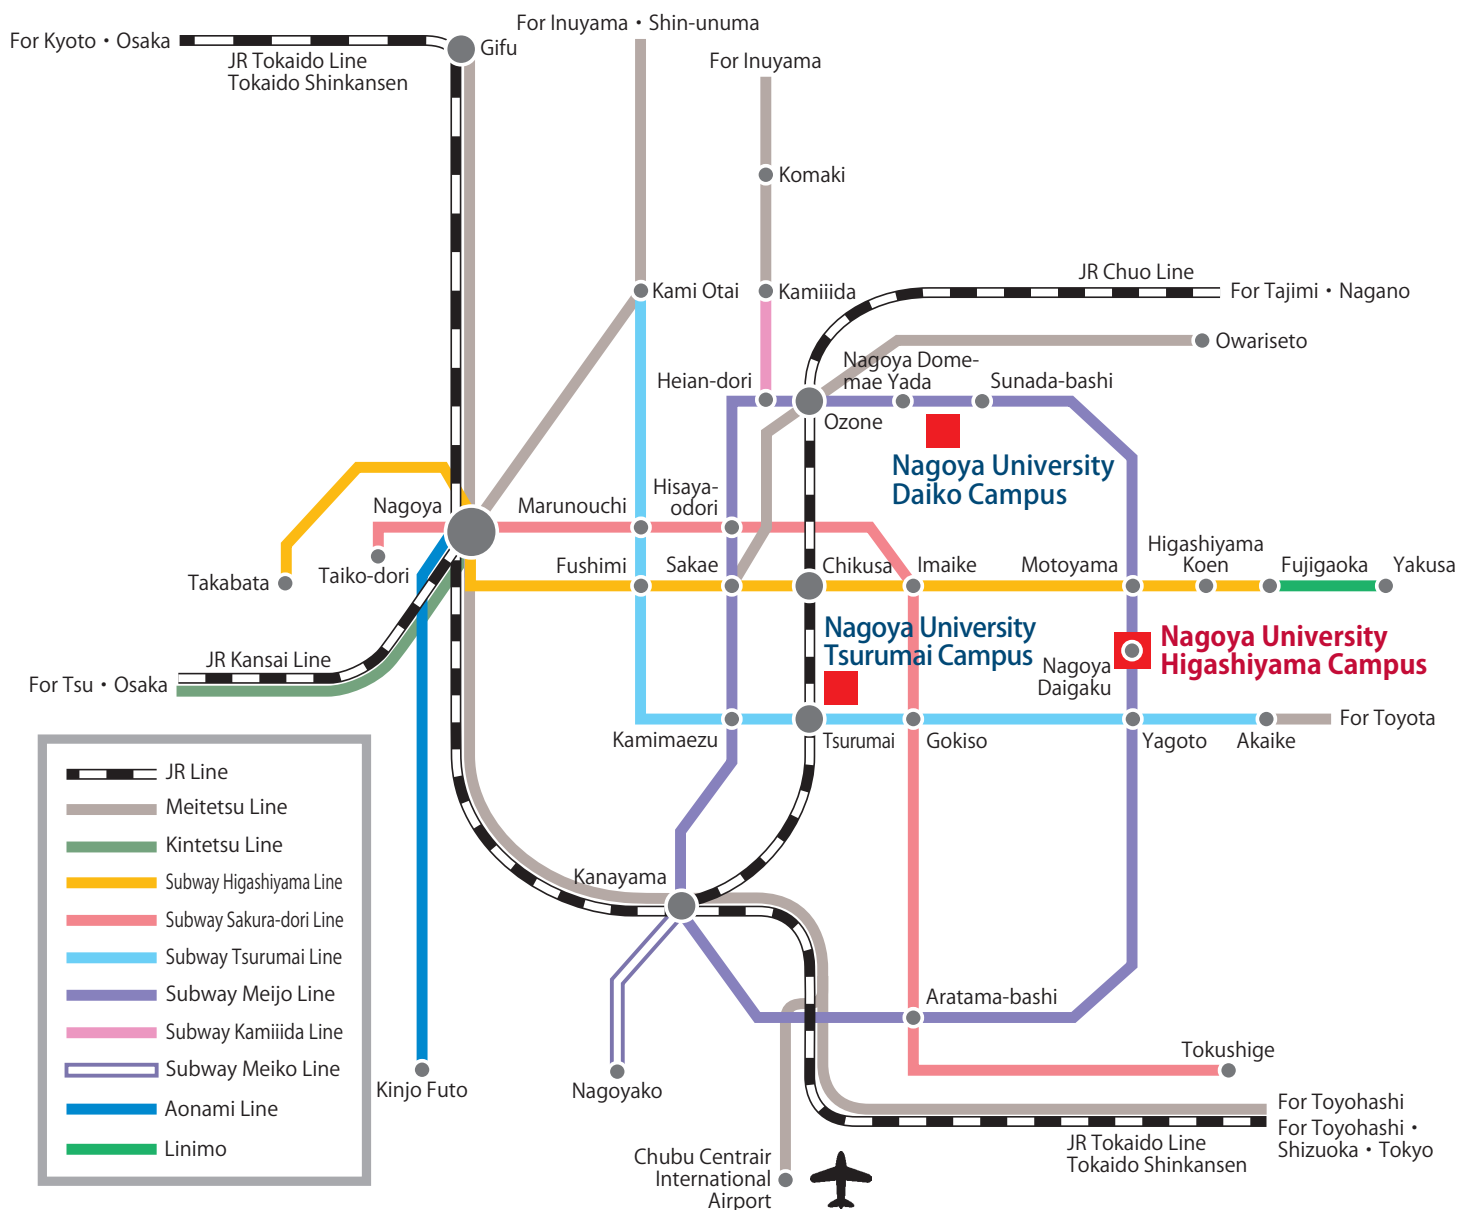 For Inuyama・Shin-unuma
For Kyoto・Osaka
Gifu
JR Tokaido Line
Tokaido Shinkansen
For Inuyama
Komaki
JR Chuo Line
Kami Otai
Kamiiida
For Tajimi・Nagano
Owariseto
Nagoya Dome-
mae Yada
Heian-dori
Sunada-bashi
Ozone
Nagoya University
Daiko Campus
Nagoya
Marunouchi
Hisaya-
odori
Takabata
Taiko-dori
Fushimi
Sakae
Chikusa
Imaike
Motoyama
Higashiyama
Koen
Fujigaoka
Yakusa
Nagoya University
Tsurumai Campus
Nagoya
Daigaku
Nagoya University
Higashiyama Campus
JR Kansai Line
For Tsu・Osaka
Kamimaezu
Tsurumai
Gokiso
Yagoto
Akaike
For Toyota
JR Line
Meitetsu Line
Kintetsu Line
Subway Higashiyama Line
Subway Sakura-dori Line
Subway Tsurumai Line
Subway Meijo Line
Subway Kamiiida Line
Subway Meiko Line
Aonami Line
Linimo
Kanayama
Aratama-bashi
Kinjo Futo
Nagoyako
Tokushige
For Toyohashi
For Toyohashi・
Shizuoka・Tokyo
JR Tokaido Line
Tokaido Shinkansen
Chubu Centrair
International
Airport